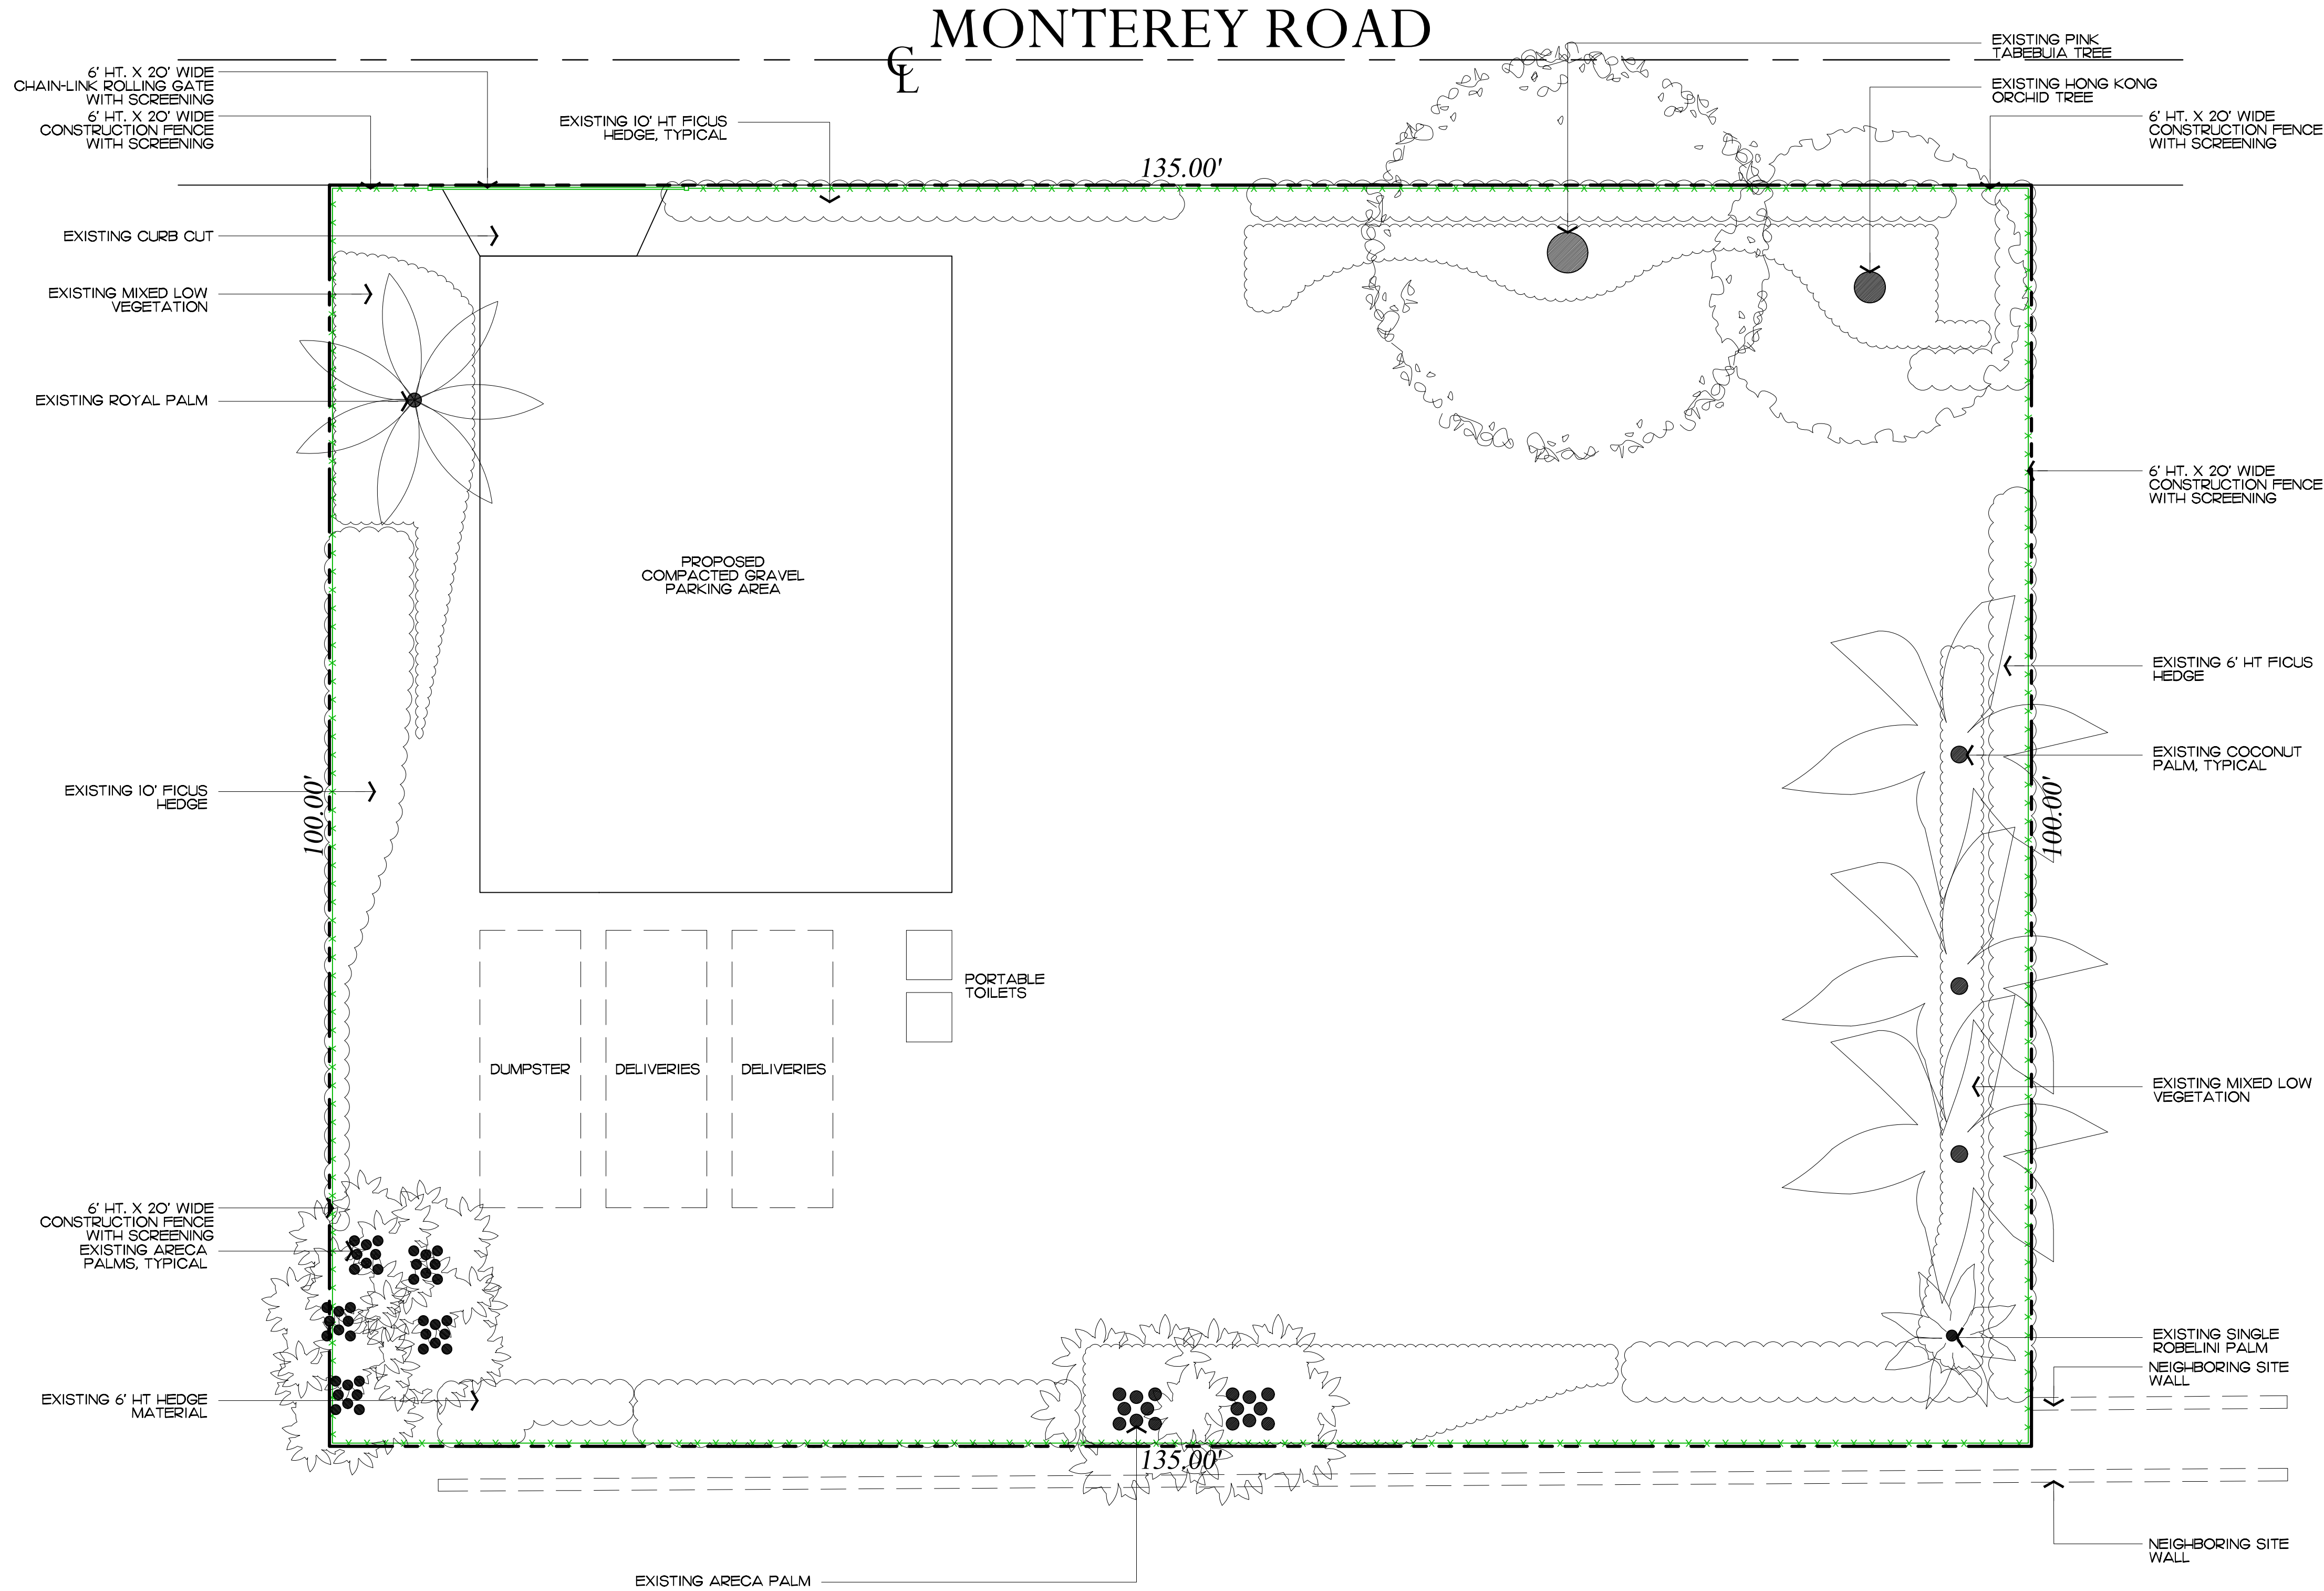 MONTEREY ROAD
CL
EXISTING PINK
TABEBUIA TREE
6' HT. X 20' WIDE
CHAIN-LINK ROLLING GATE
WITH SCREENING
EXISTING HONG KONG
ORCHID TREE
6' HT. X 20' WIDE
CONSTRUCTION FENCE
WITH SCREENING
EXISTING 10' HT FICUS
HEDGE, TYPICAL
6' HT. X 20' WIDE
CONSTRUCTION FENCE
WITH SCREENING
135.00'
EXISTING CURB CUT
EXISTING MIXED LOW
VEGETATION
EXISTING ROYAL PALM
6' HT. X 20' WIDE
CONSTRUCTION FENCE
WITH SCREENING
PROPOSED
COMPACTED GRAVEL
PARKING AREA
EXISTING 6' HT FICUS
HEDGE
EXISTING COCONUT
PALM, TYPICAL
EXISTING 10' FICUS
HEDGE
100.00'
100.00'
PORTABLE
TOILETS
DUMPSTER
DELIVERIES
DELIVERIES
EXISTING MIXED LOW
VEGETATION
6' HT. X 20' WIDE
CONSTRUCTION FENCE
WITH SCREENING
EXISTING ARECA
PALMS, TYPICAL
EXISTING SINGLE
ROBELINI PALM
NEIGHBORING SITE
WALL
EXISTING 6' HT HEDGE
MATERIAL
135.00'
NEIGHBORING SITE
WALL
EXISTING ARECA PALM